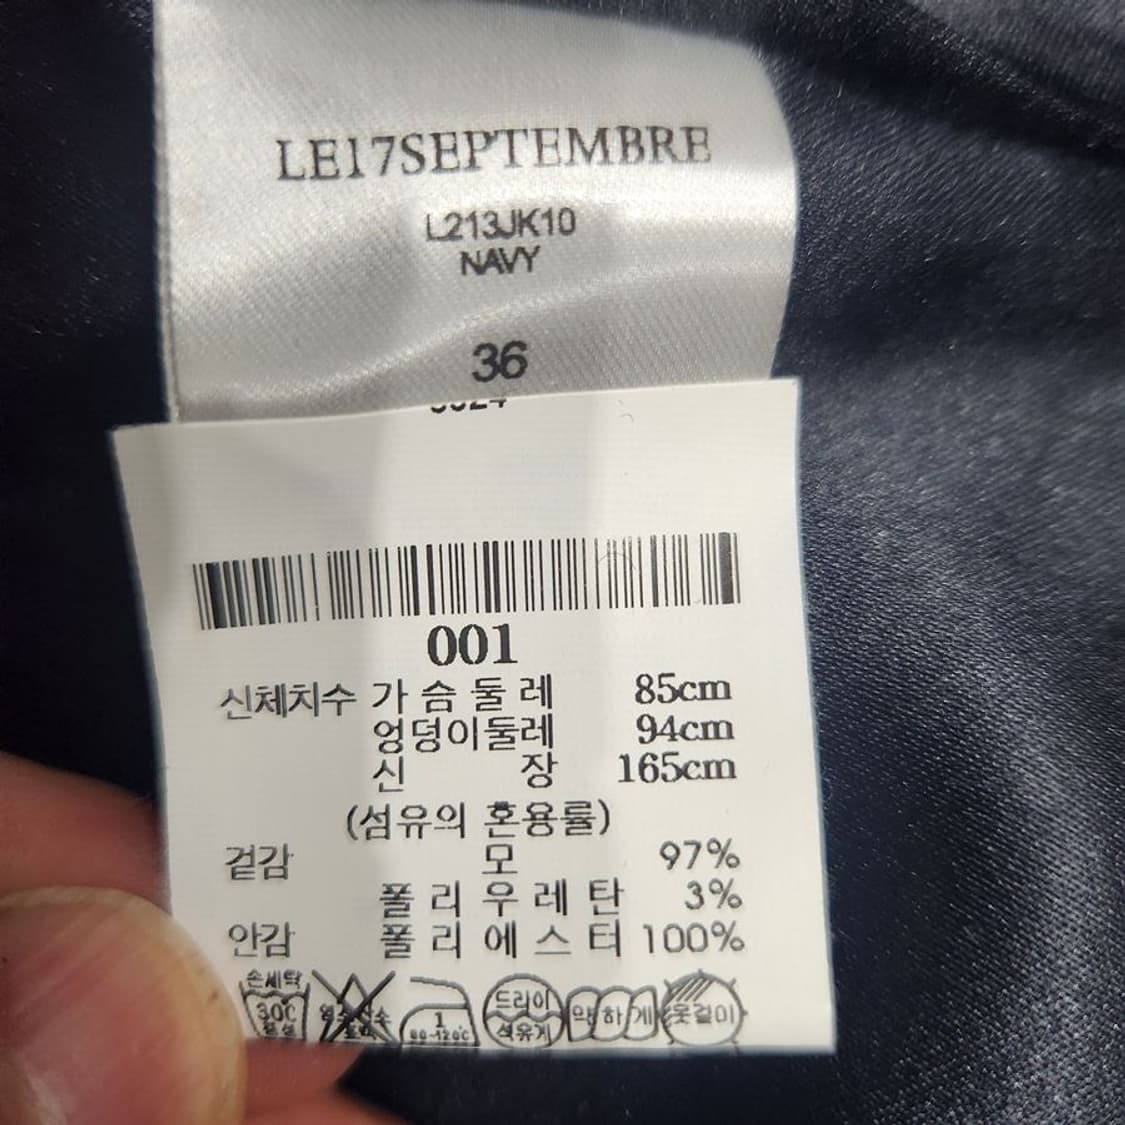 LE17SEPTEMBRE
L213JK10
NAVY
36
001
신체치수 가슴둘레 85cm
엉덩이둘레 94cm
신장 165cm
(섬유의 혼용률)
겉감 모 97%
폴리우레탄 3%
안감 폴리에스터 100%
손세탁 드라이
30℃ 1 약하게 옷걸이
중성 80-120℃ 석유계